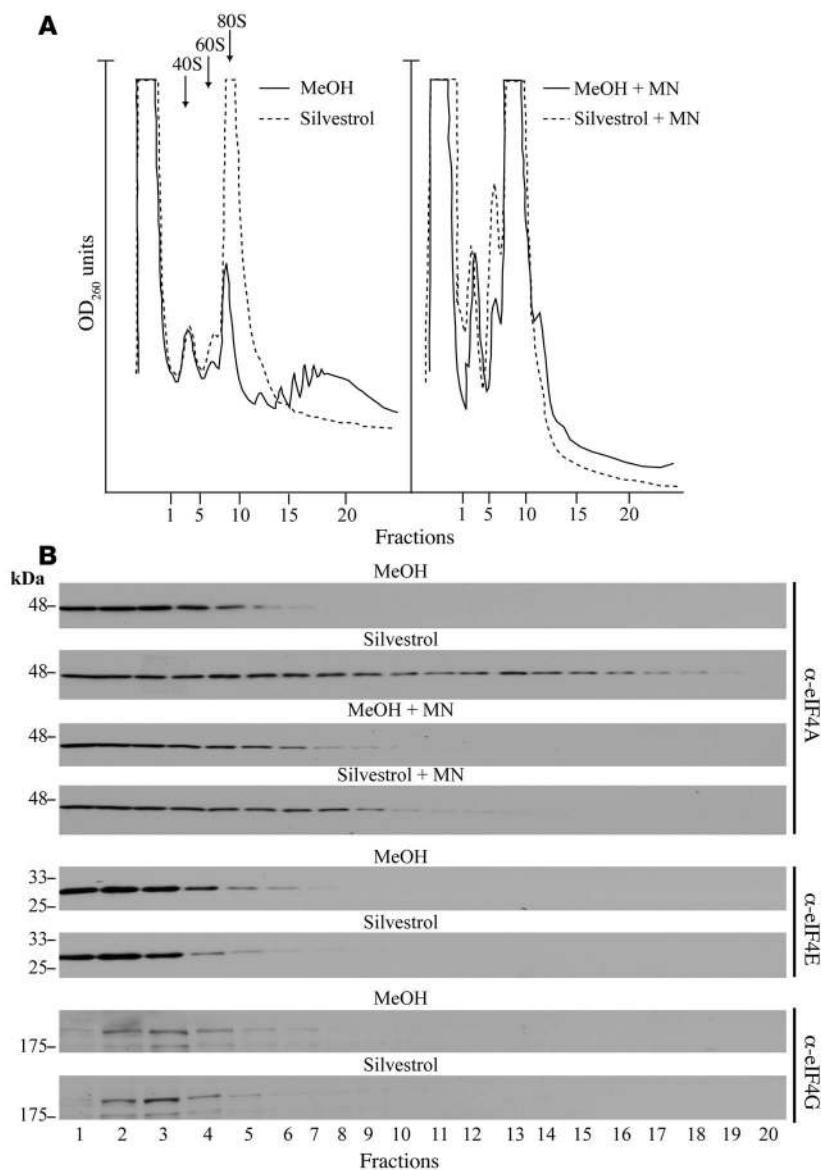 A
40S
60S
80S
MeOH
Silvestrol
MeOH + MN
Silvestrol + MN
OD260 units
1 5 10 15 20 1 5 10 15 20
Fractions
B
kDa
MeOH
48–
Silvestrol
48–
MeOH + MN
48–
Silvestrol + MN
48–
α-eIF4A
MeOH
33–
25–
Silvestrol
33–
25–
α-eIF4E
MeOH
175–
Silvestrol
175–
α-eIF4G
1 2 3 4 5 6 7 8 9 10 11 12 13 14 15 16 17 18 19 20
Fractions